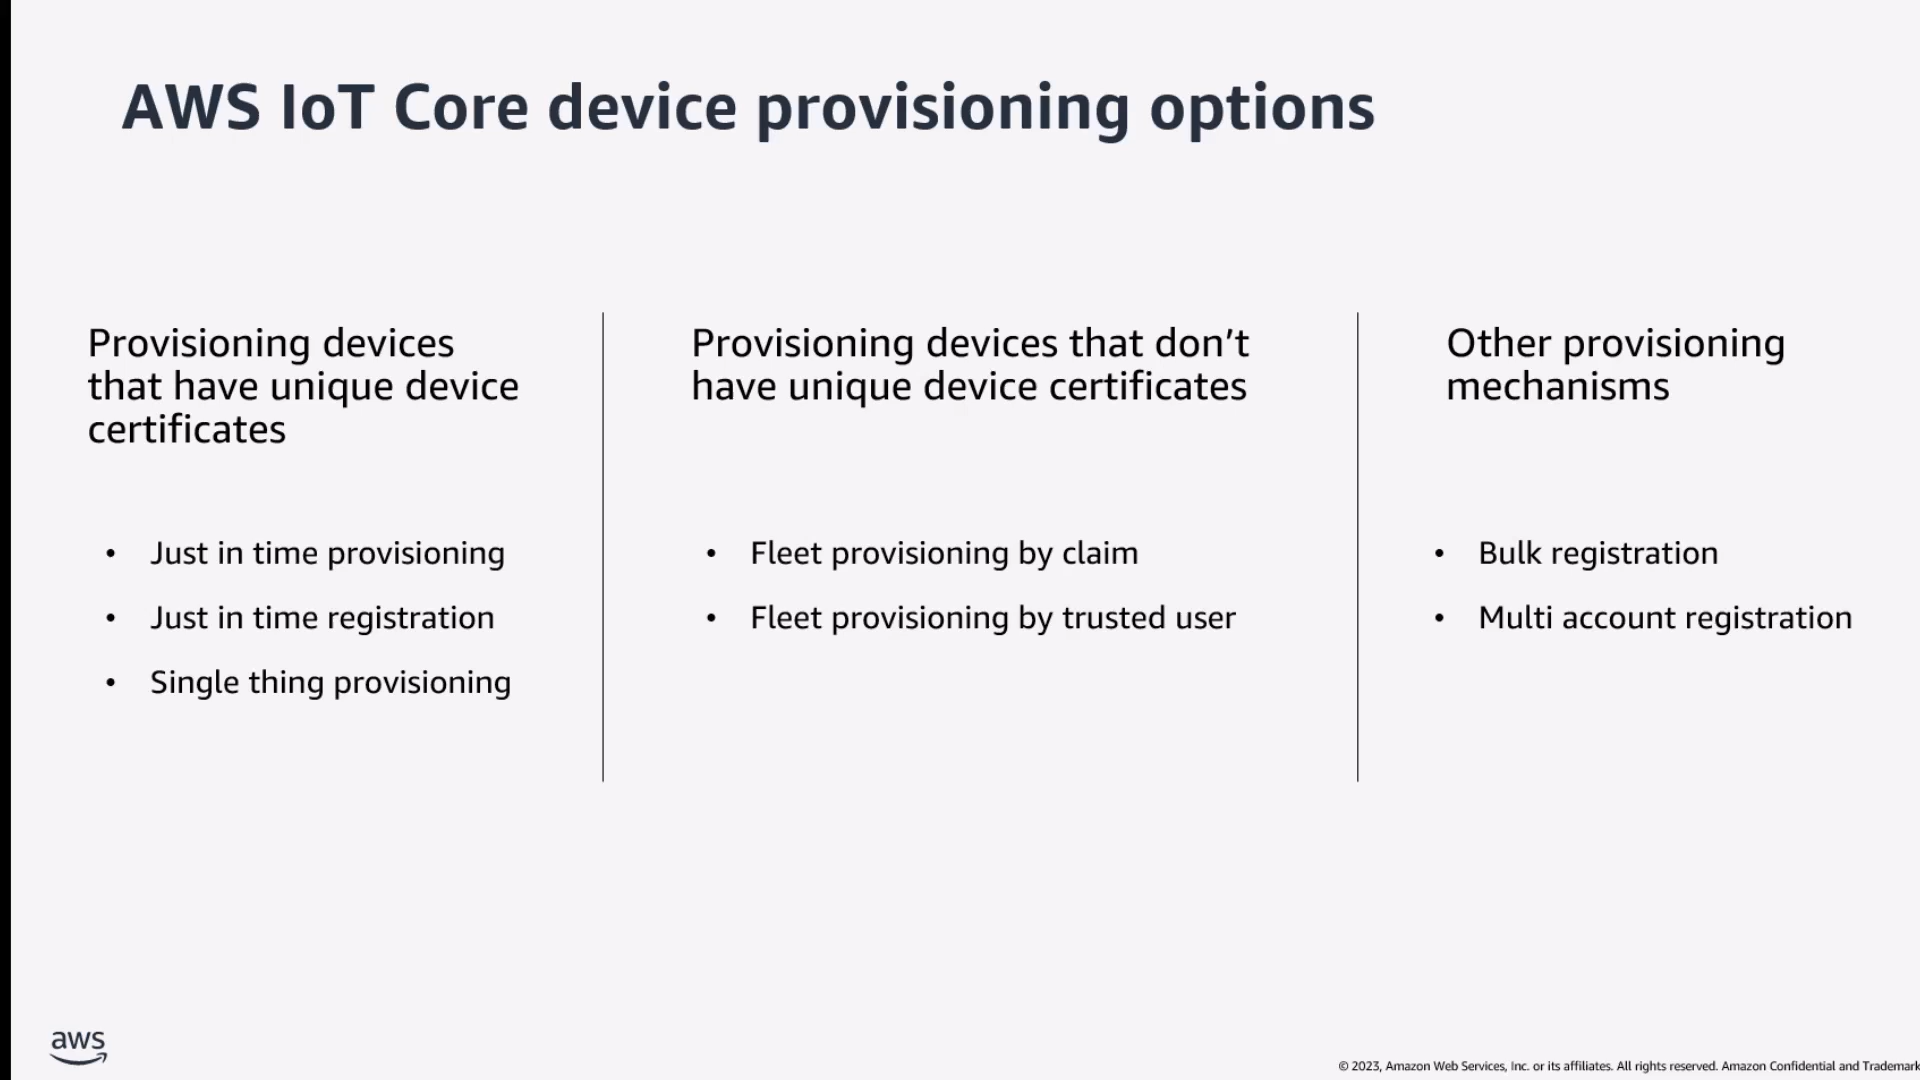 AWS IoT Core device provisioning options
Provisioning devices
that have unique device
certificates
• Just in time provisioning
• Just in time registration
• Single thing provisioning
Provisioning devices that don’t
have unique device certificates
• Fleet provisioning by claim
• Fleet provisioning by trusted user
Other provisioning
mechanisms
• Bulk registration
• Multi account registration
aws
© 2023, Amazon Web Services, Inc. or its affiliates. All rights reserved. Amazon Confidential and Trademark